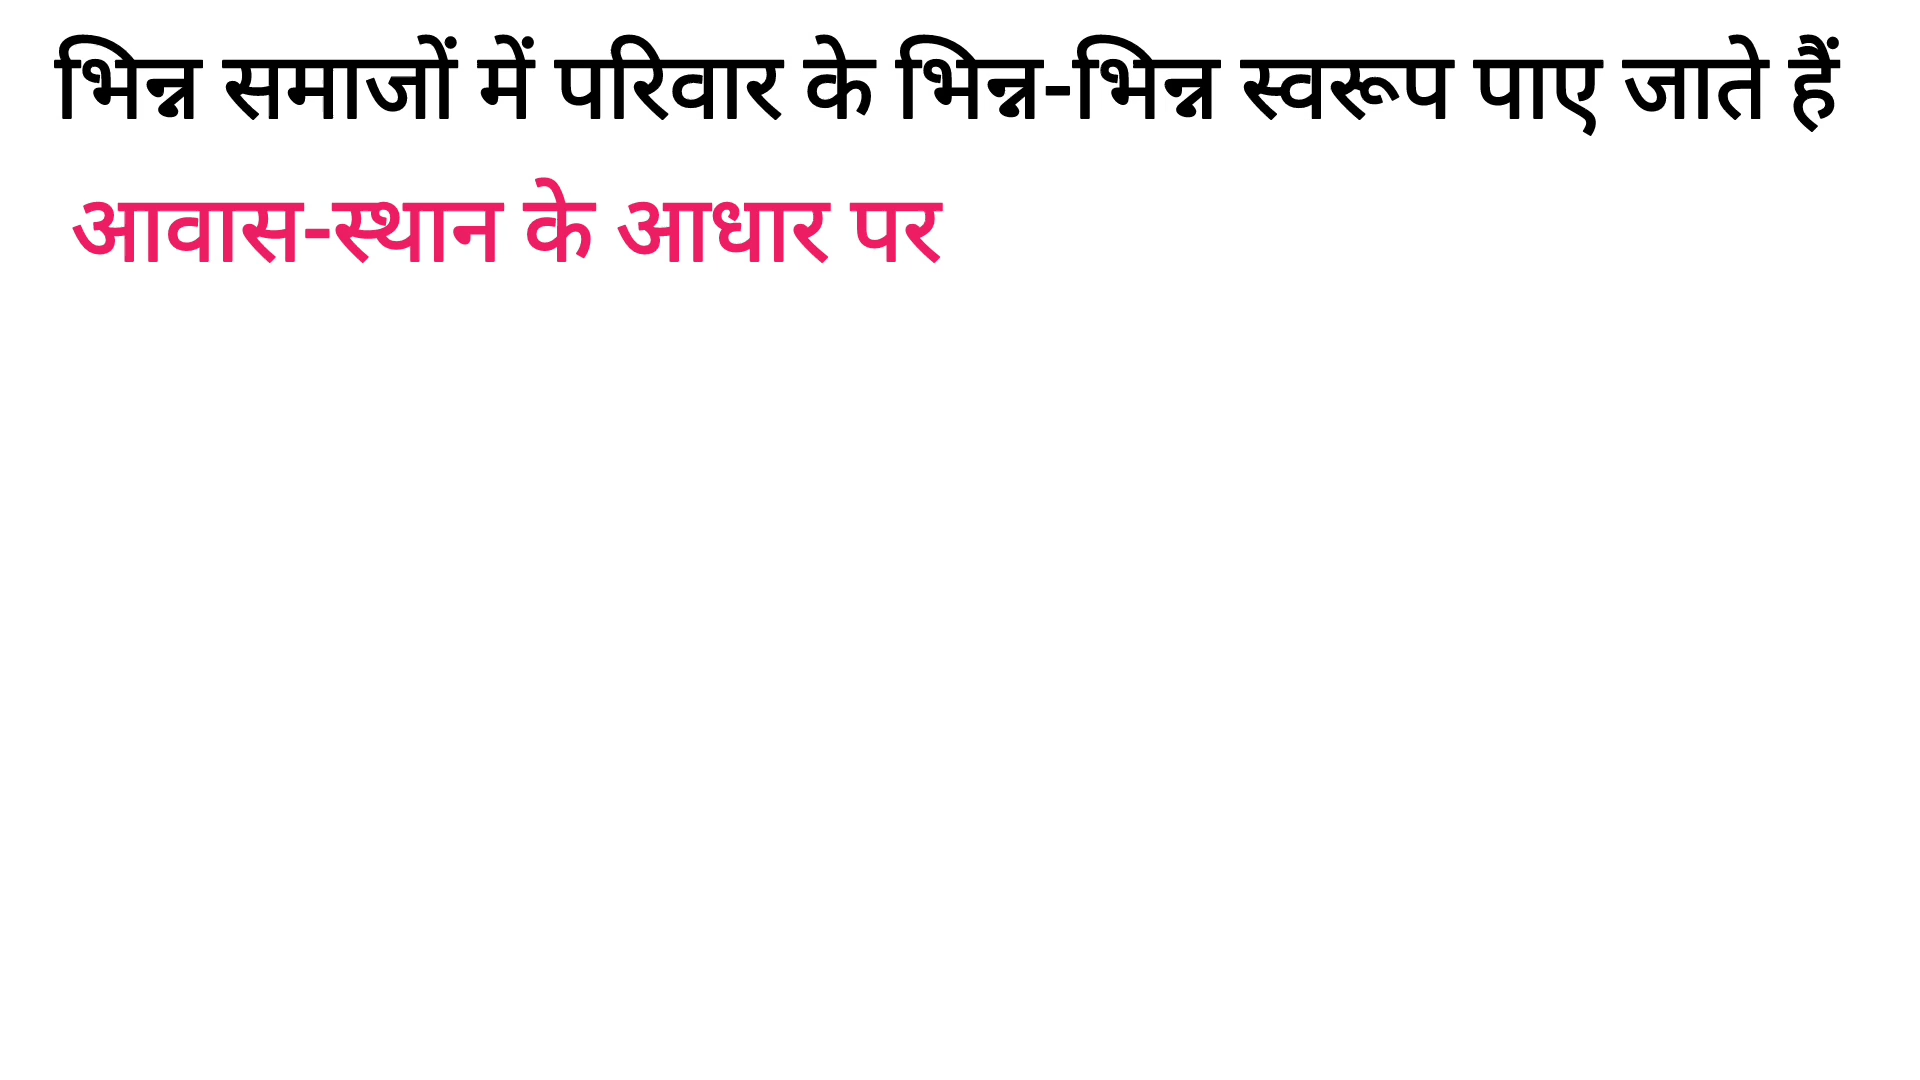 भिन्न समाजों में परिवार के भिन्न-भिन्न स्वरूप पाए जाते हैं
आवास-स्थान के आधार पर